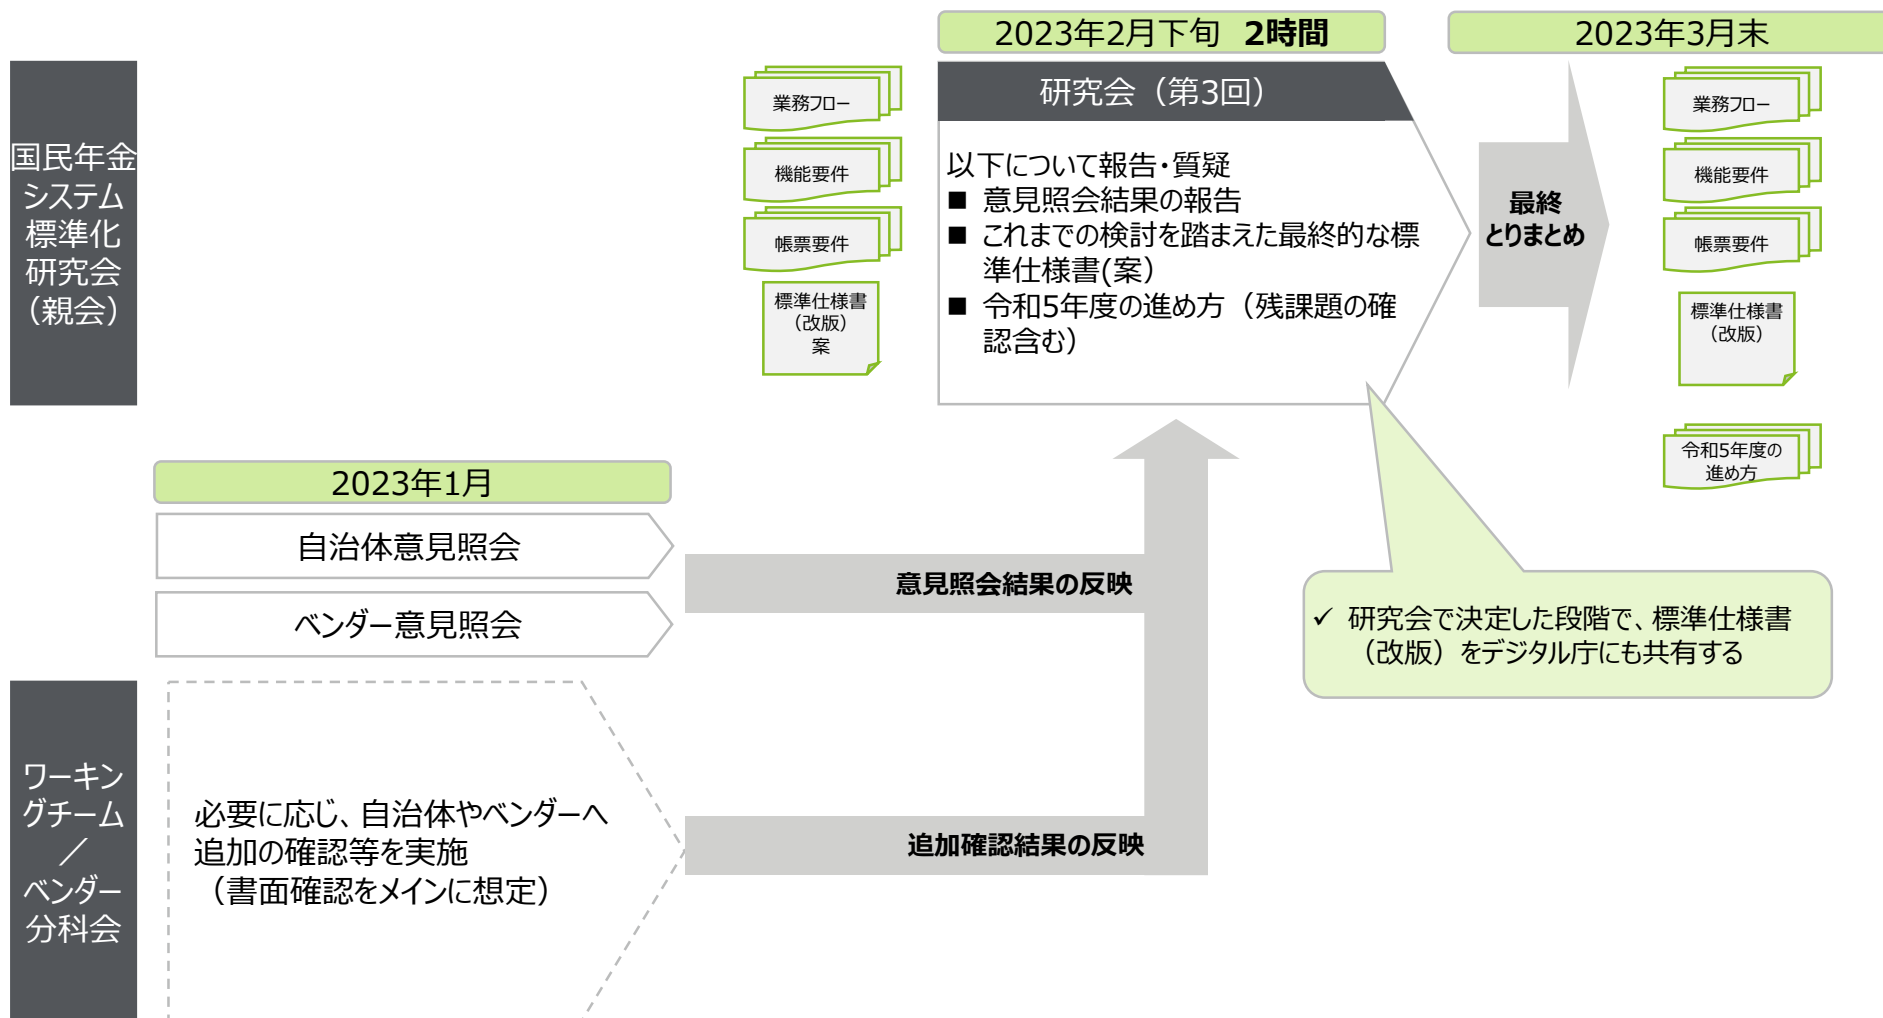 2023年2月下旬 2時間
2023年3月末
国民年金
システム
標準化
研究会
（親会）
業務フロー
機能要件
帳票要件
標準仕様書
（改版）
案
研究会（第3回）
以下について報告・質疑
■ 意見照会結果の報告
■ これまでの検討を踏まえた最終的な標
準仕様書(案）
■ 令和5年度の進め方（残課題の確
認含む）
最終
とりまとめ
業務フロー
機能要件
帳票要件
標準仕様書
（改版）
令和5年度の
進め方
2023年1月
自治体意見照会
ベンダー意見照会
意見照会結果の反映
✓ 研究会で決定した段階で、標準仕様書
（改版）をデジタル庁にも共有する
ワーキン
グチーム
／
ベンダー
分科会
必要に応じ、自治体やベンダーへ
追加の確認等を実施
（書面確認をメインに想定）
追加確認結果の反映